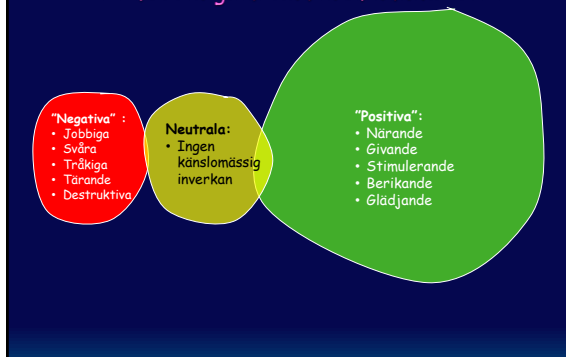 "Negativa" :
• Jobbiga
• Svåra
• Tråkiga
• Tärande
• Destruktiva
Neutrala:
• Ingen
känslomässig
inverkan
"Positiva":
• Närande
• Givande
• Stimulerande
• Berikande
• Glädjande